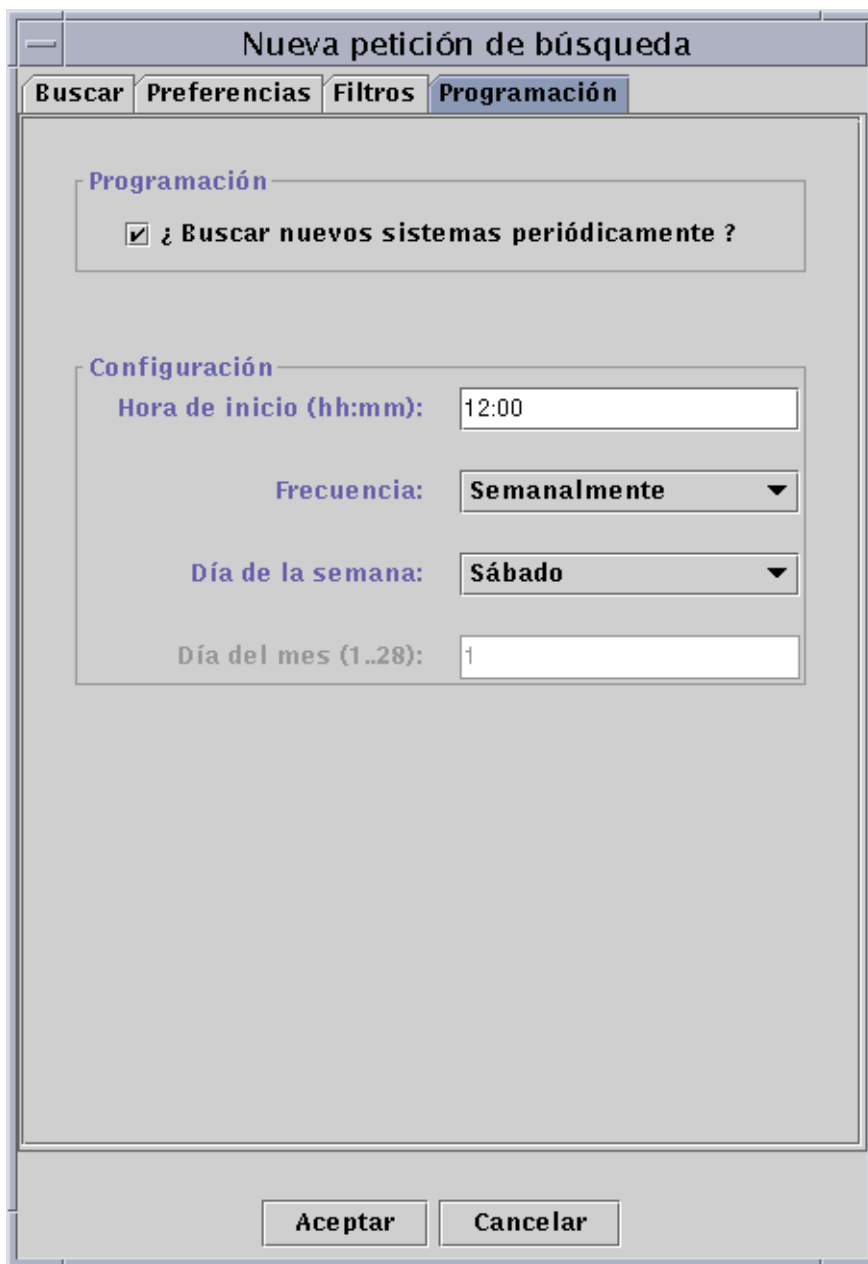 Nueva petición de búsqueda
Buscar Preferencias Filtros Programación
Programación
¿ Buscar nuevos sistemas periódicamente ?
Configuración
Hora de inicio (hh:mm): 12:00
Frecuencia: Semanalmente
Día de la semana: Sábado
Día del mes (1..28): 1
Aceptar Cancelar